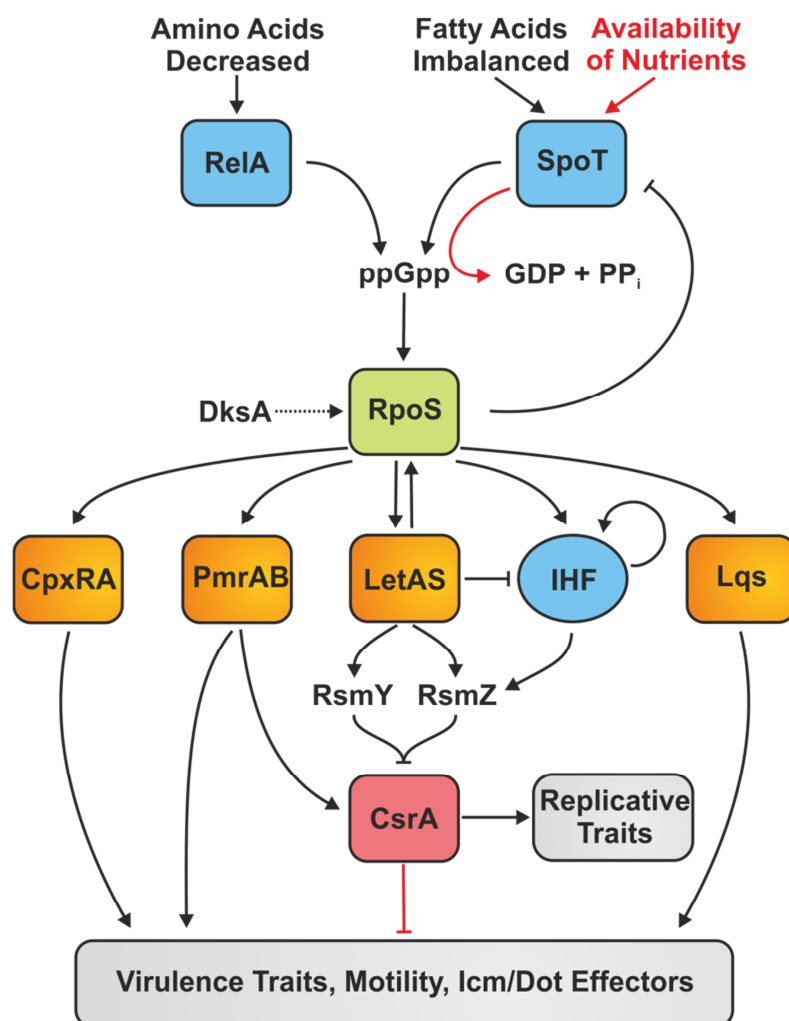 Amino Acids
Decreased
Fatty Acids
Imbalanced
Availability
of Nutrients
RelA
SpoT
ppGpp
GDP + PPi
DksA
RpoS
CpxRA
PmrAB
LetAS
IHF
Lqs
RsmY
RsmZ
CsrA
Replicative
Traits
Virulence Traits, Motility, Icm/Dot Effectors